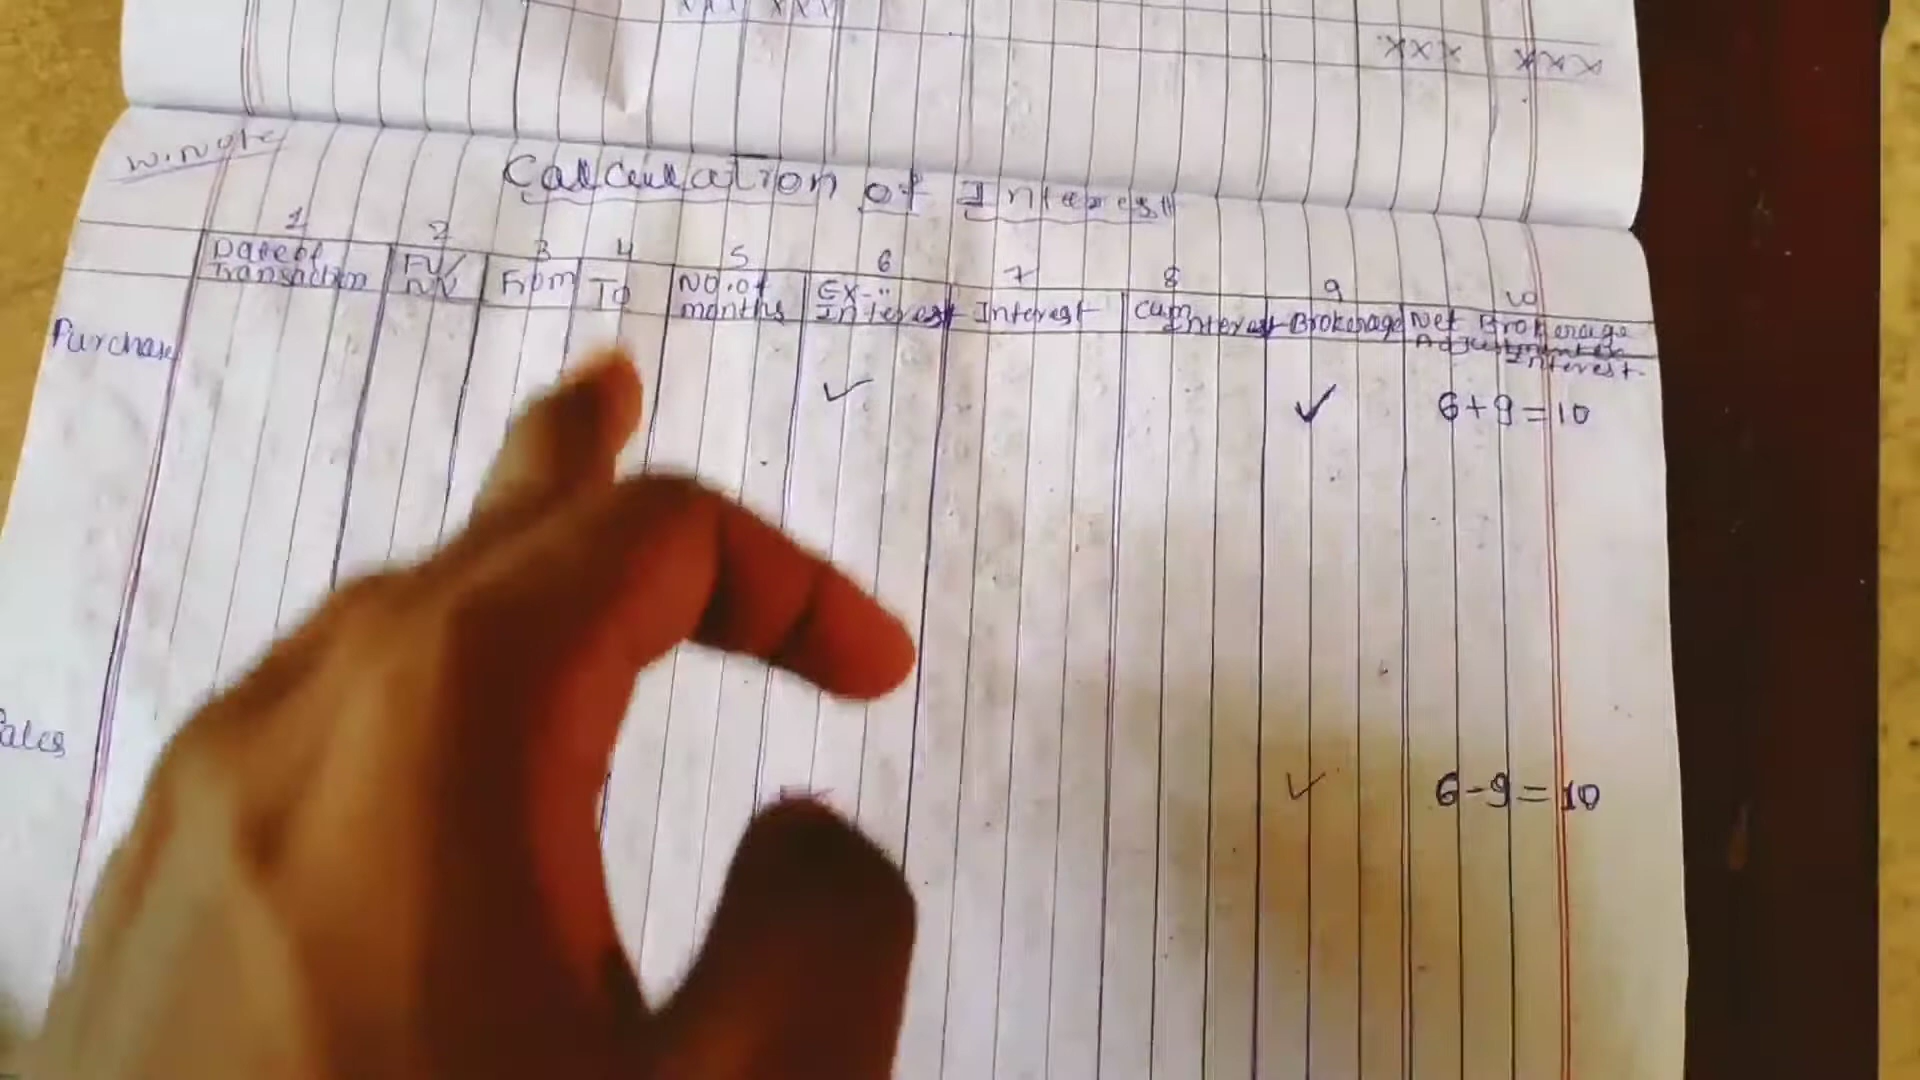 xxx xxx
xxx xxx
W.Note
Calculation of Interest
1 2 3 4 5 6 7 8 9 10
Date of Transaction FV/NV From To No.of months Ex-Interest Interest Cum Interest Brokerage Net Brokerage Adjustment Interest
Purchase
✓ ✓ 6+9=10
Sales
✓ 6-9=10